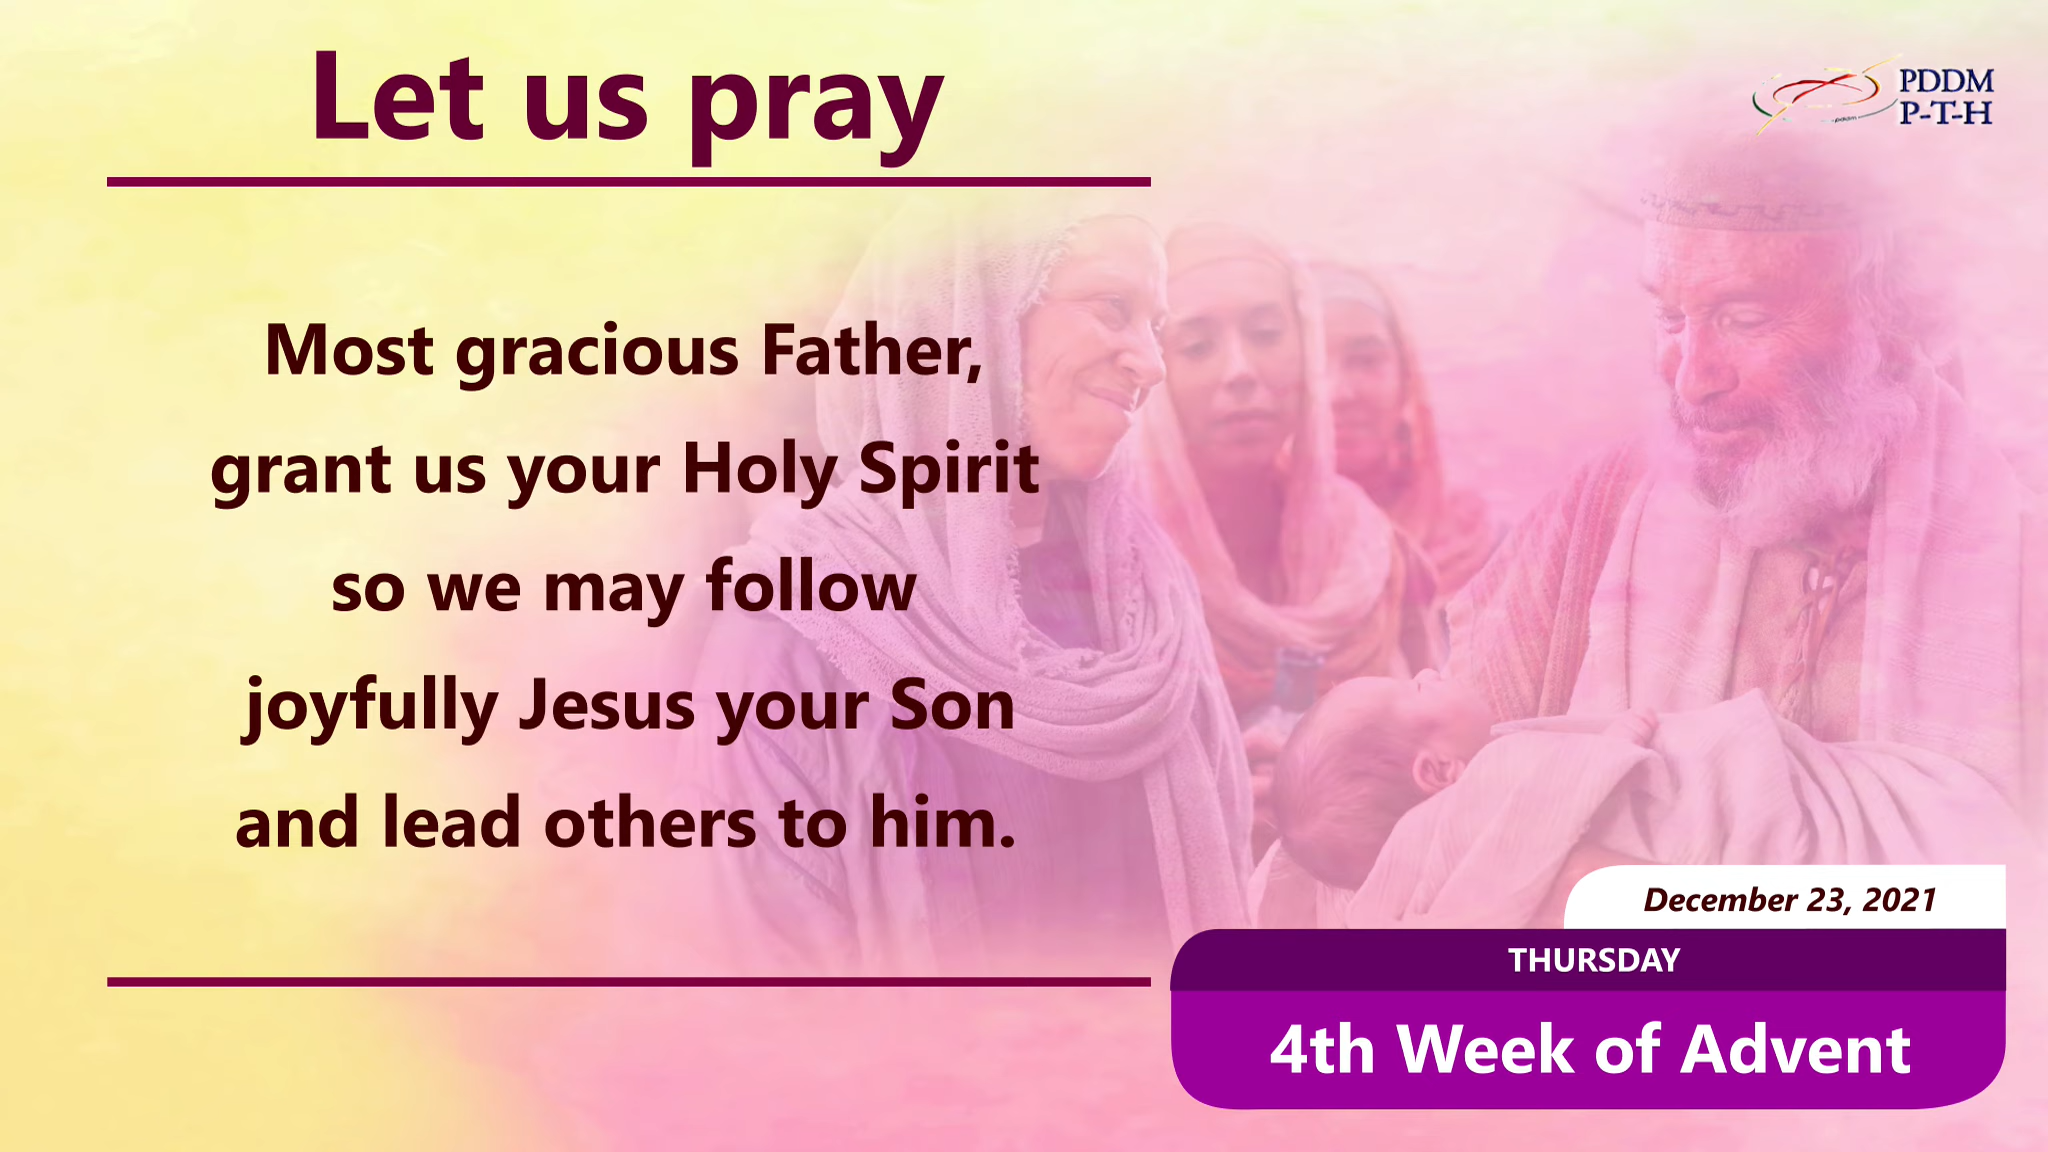 Let us pray
PDDM
P-T-H
pddm
Most gracious Father,
grant us your Holy Spirit
so we may follow
joyfully Jesus your Son
and lead others to him.
December 23, 2021
THURSDAY
4th Week of Advent